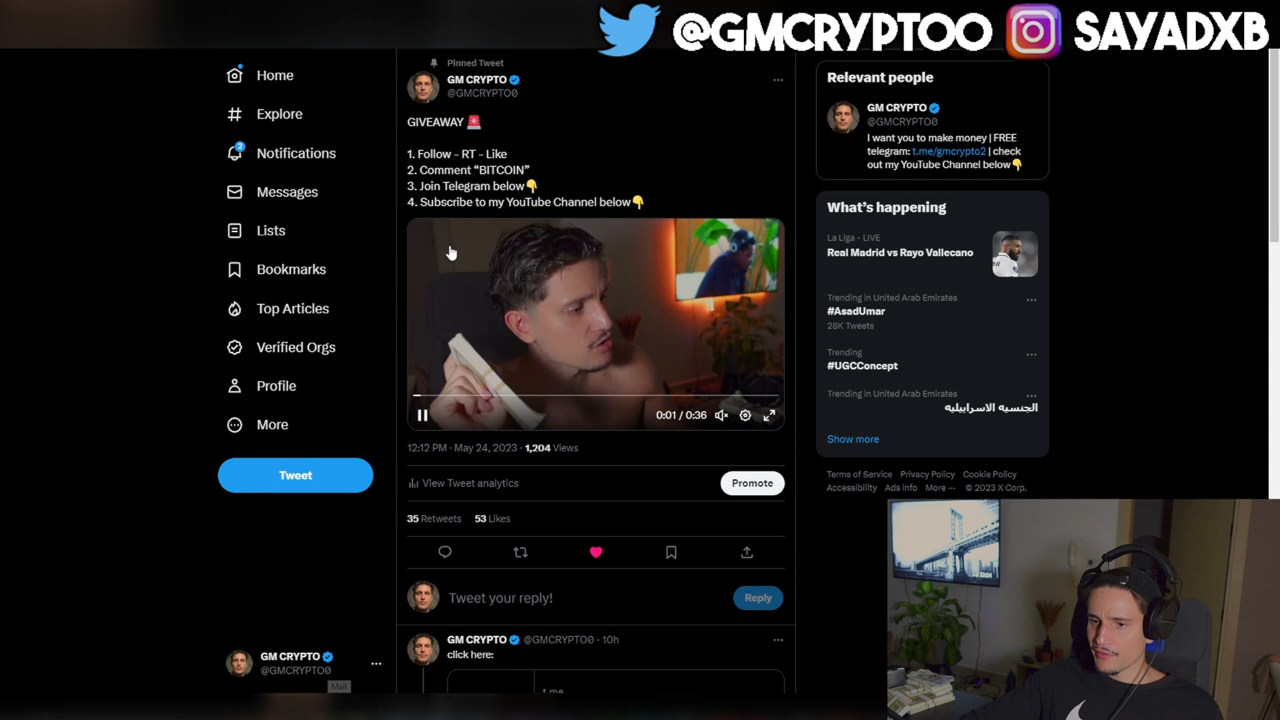 @GMCRYPTOO SAYADXB
Home
Explore
2
Notifications
Messages
Lists
Bookmarks
Top Articles
Verified Orgs
Profile
More
Tweet
GM CRYPTO
@GMCRYPTO0
Mail
Pinned Tweet
GM CRYPTO
@GMCRYPTO0
GIVEAWAY 🚨
1. Follow - RT - Like
2. Comment “BITCOIN”
3. Join Telegram below👇
4. Subscribe to my YouTube Channel below👇
0:01 / 0:36
12:12 PM · May 24, 2023 · 1,204 Views
View Tweet analytics
Promote
35 Retweets 53 Likes
Tweet your reply!
Reply
GM CRYPTO @GMCRYPTO0 · 10h
click here:
t.me
Relevant people
GM CRYPTO
@GMCRYPTO0
I want you to make money | FREE
telegram: t.me/gmcrypto2 | check
out my YouTube Channel below👇
What’s happening
La Liga · LIVE
Real Madrid vs Rayo Vallecano
Trending in United Arab Emirates
#AsadUmar
28K Tweets
Trending
#UGCConcept
Trending in United Arab Emirates
الجنسيه الاسرابيليه
Show more
Terms of Service Privacy Policy Cookie Policy
Accessibility Ads info More ··· © 2023 X Corp.